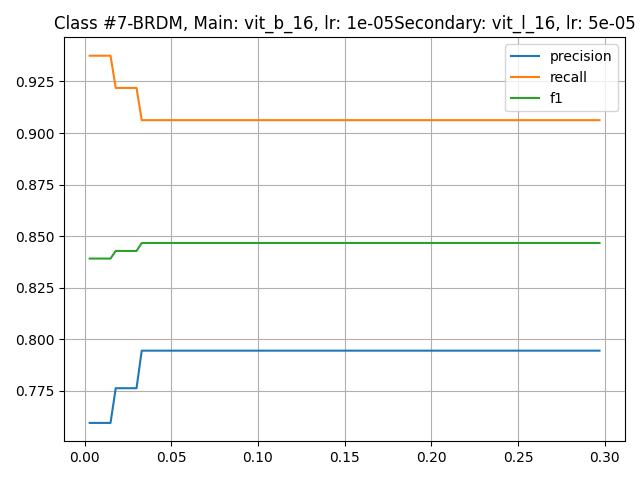 Class #7-BRDM, Main: vit_b_16, lr: 1e-05Secondary: vit_l_16, lr: 5e-05
precision
recall
f1
0.925
0.900
0.875
0.850
0.825
0.800
0.775
0.00 0.05 0.10 0.15 0.20 0.25 0.30